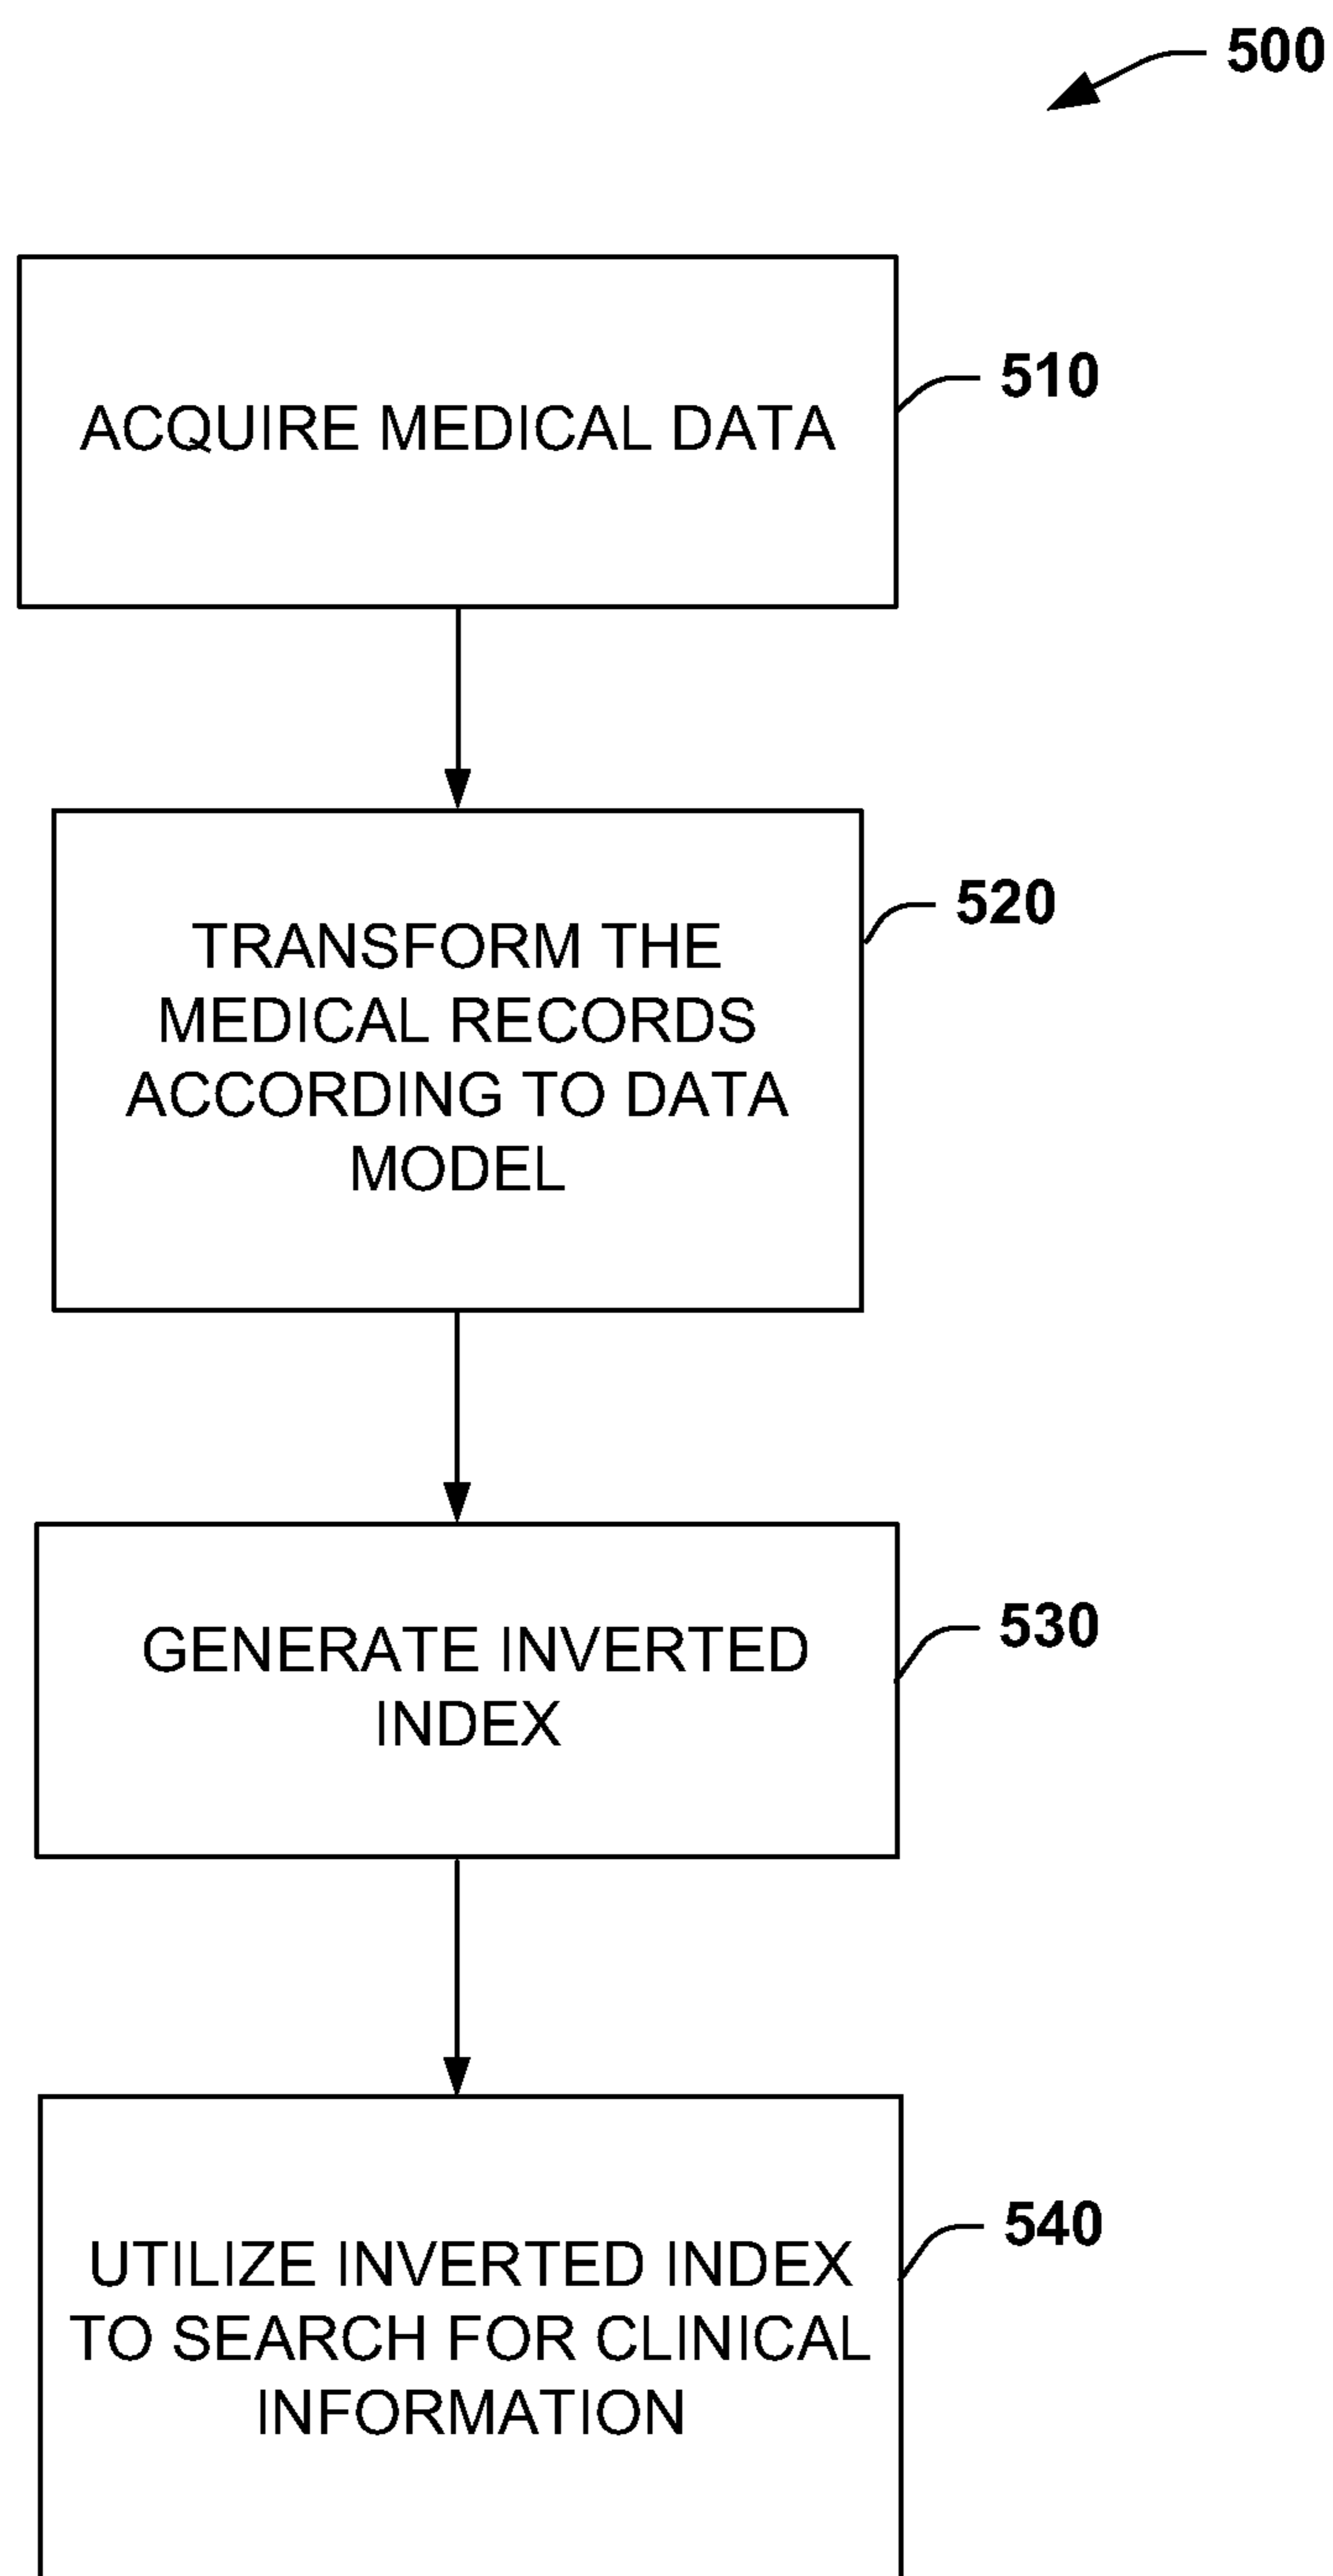 500
ACQUIRE MEDICAL DATA
510
TRANSFORM THE
MEDICAL RECORDS
ACCORDING TO DATA
MODEL
520
GENERATE INVERTED
INDEX
530
UTILIZE INVERTED INDEX
TO SEARCH FOR CLINICAL
INFORMATION
540